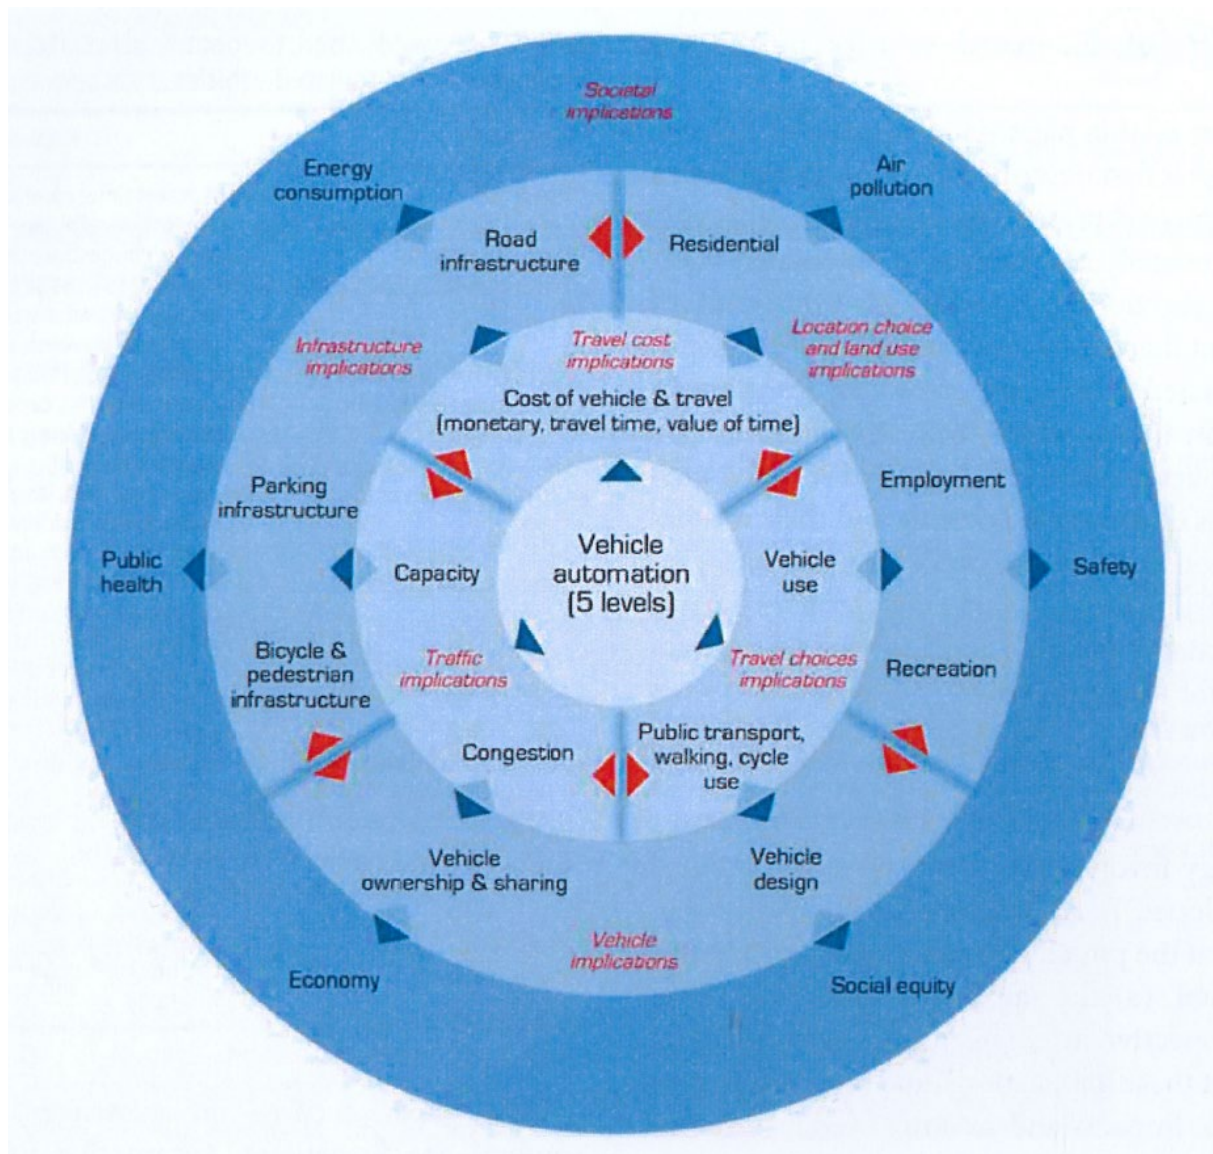 Societal
implications
Energy
consumption
Air
pollution
Road
infrastructure
Residential
Infrastructure
implications
Travel cost
implications
Location choice
and land use
implications
Cost of vehicle & travel
(monetary, travel time, value of time)
Parking
infrastructure
Employment
Public
health
Capacity
Vehicle
automation
(5 levels)
Vehicle
use
Safety
Bicycle &
pedestrian
infrastructure
Traffic
implications
Travel choices
implications
Recreation
Congestion
Public transport,
walking, cycle
use
Vehicle
ownership & sharing
Vehicle
design
Vehicle
implications
Economy
Social equity